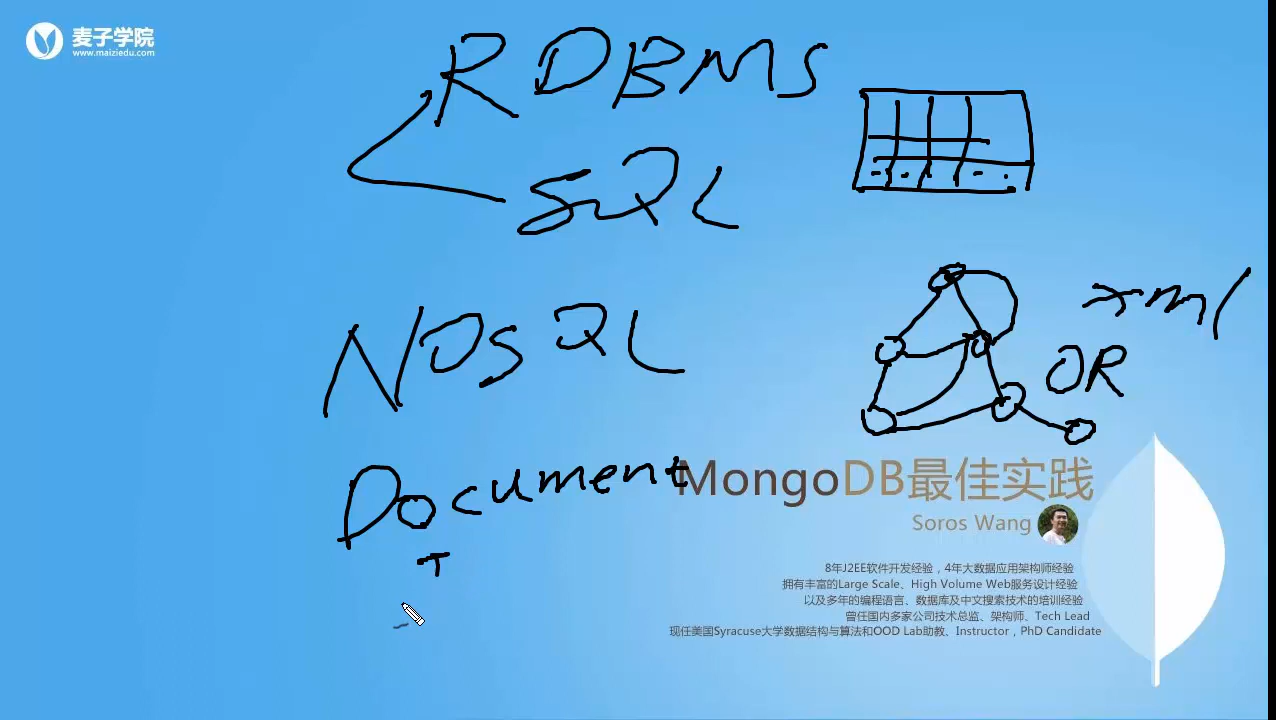 麦子学院
www.maiziedu.com
RDBMS
SQL
NOSQL
xml
OR
Document
T
MongoDB最佳实践
Soros Wang
8年J2EE软件开发经验，4年大数据应用架构师经验
拥有丰富的Large Scale、High Volume Web服务设计经验
以及多年的编程语言、数据库及中文搜索技术的培训经验
曾任国内多家公司技术总监、架构师、Tech Lead
现任美国Syracuse大学数据结构与算法和OOD Lab助教、Instructor，PhD Candidate